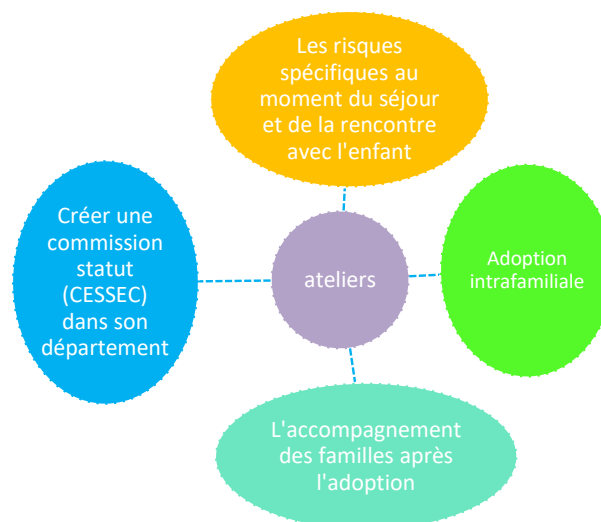 Les risques
spécifiques au
moment du séjour
et de la rencontre
avec l'enfant
Créer une
commission
statut
(CESSEC)
dans son
département
ateliers
Adoption
intrafamiliale
L'accompagnement
des familles après
l'adoption